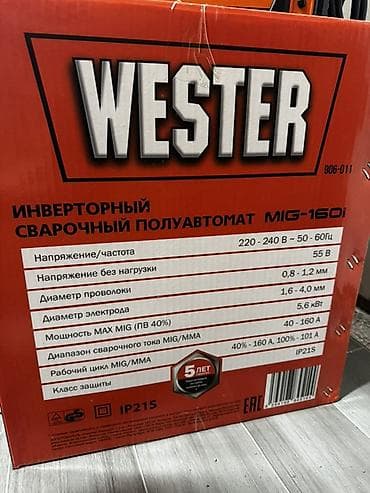 WESTER
806-011
ИНВЕРТОРНЫЙ
СВАРОЧНЫЙ ПОЛУАВТОМАТ MIG-160i
Напряжение/частота 220 - 240 В ~ 50 - 60Гц
Напряжение без нагрузки 55 В
Диаметр проволоки 0,8 - 1,2 мм
Диаметр электрода 1,6 - 4,0 мм
Мощность MAX MIG (ПВ 40%) 5,6 кВт
Диапазон сварочного тока MIG/MMA 40 - 160 А
Рабочий цикл MIG/MMA 40% - 160 А, 100% - 101 А
Класс защиты IP21S
5 ЛЕТ
GS
IP21S
EAC